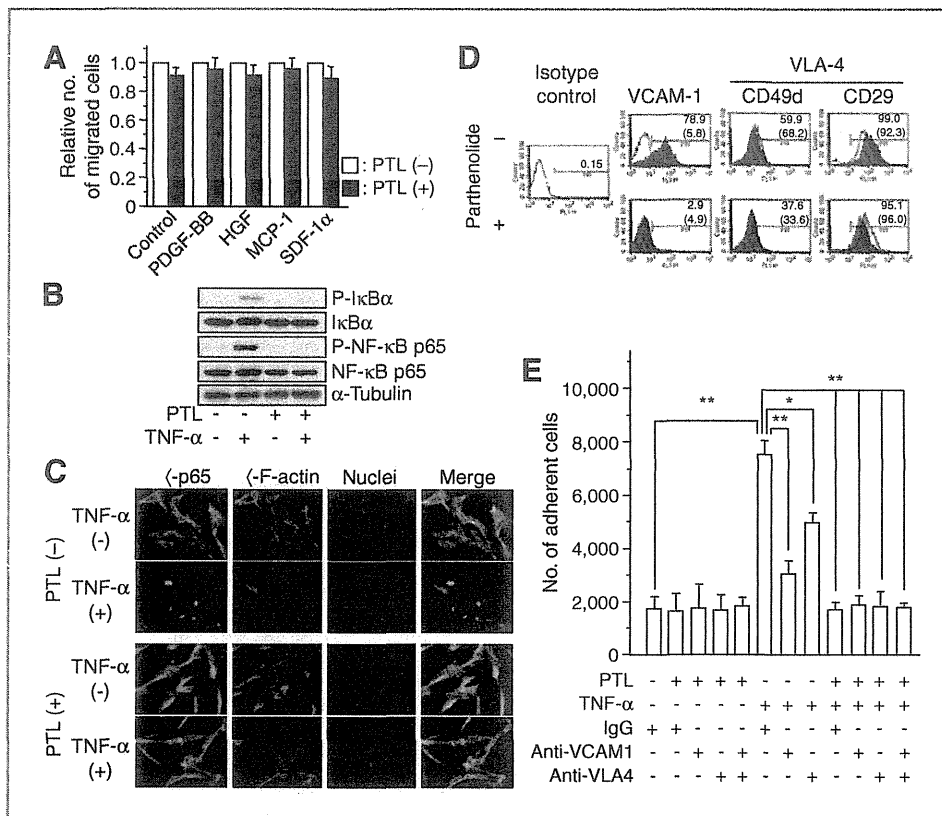 A
Relative no.
of migrated cells
1.0
0.8
0.6
0.4
0.2
0
: PTL (–)
: PTL (+)
Control
PDGF-BB
HGF
MCP-1
SDF-1α
B
P-IκBα
IκBα
P-NF-κB p65
NF-κB p65
α-Tubulin
PTL - - + +
TNF-α - + - +
C
⟨-p65 ⟨-F-actin Nuclei Merge
PTL (–)
TNF-α
(-)
TNF-α
(+)
PTL (+)
TNF-α
(-)
TNF-α
(+)
D
Isotype
control
VLA-4
VCAM-1 CD49d CD29
Parthenolide
–
+
0.15
78.9
(5.8)
59.9
(68.2)
99.0
(92.3)
2.9
(4.9)
37.6
(33.6)
95.1
(96.0)
Counts
E
No. of adherent cells
10,000
8,000
6,000
4,000
2,000
0
**
**
*
**
PTL - + + + + - - - + + + +
TNF-α - - - - - + + + + + + +
IgG + + - - - + - - + - - -
Anti-VCAM1 - - + - + - + - - + - +
Anti-VLA4 - - - + + - - + - - + +